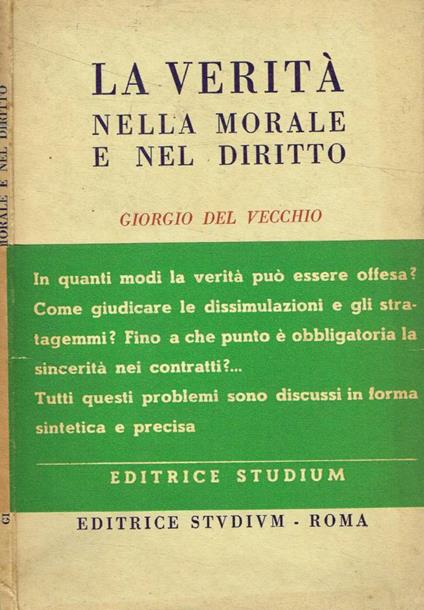 LA VERITÀ
NELLA MORALE
E NEL DIRITTO
GIORGIO DEL VECCHIO
In quanti modi la verità può essere offesa?
Come giudicare le dissimulazioni e gli stra-
tagemmi? Fino a che punto è obbligatoria la
sincerità nei contratti?...
Tutti questi problemi sono discussi in forma
sintetica e precisa
EDITRICE STUDIUM
EDITRICE STVDIVM - ROMA
MORALE E NEL DIRITTO
GI